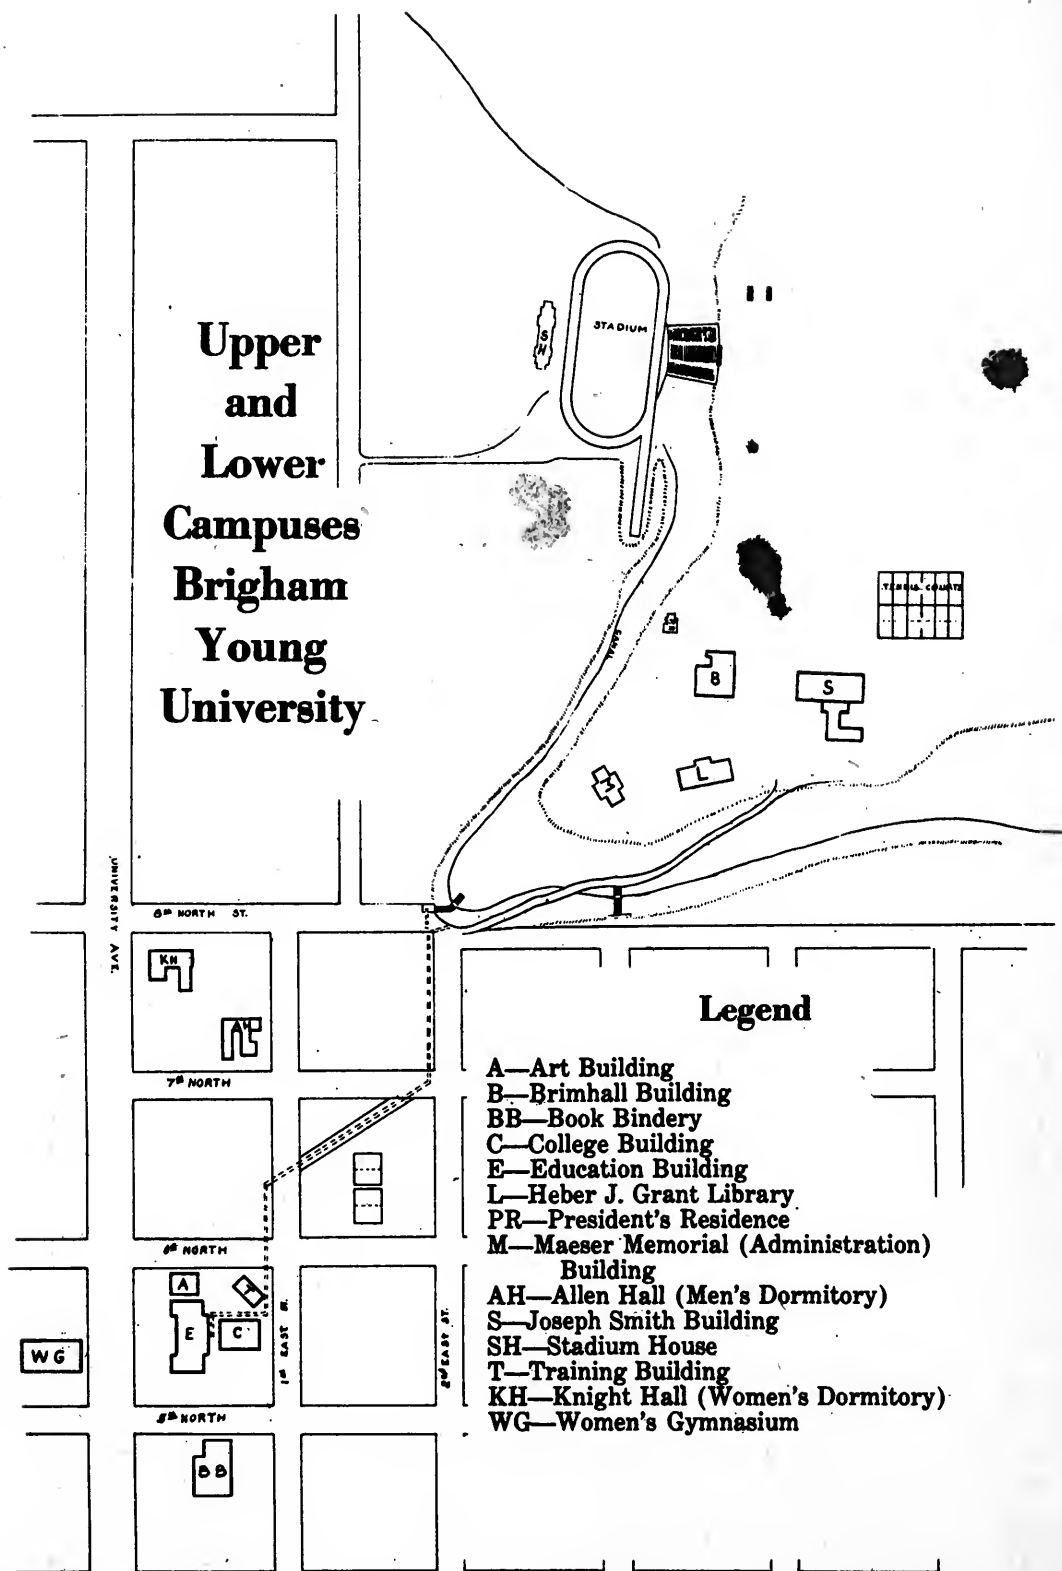 Upper
and
Lower
Campuses
Brigham
Young
University
STADIUM
SH
TENNIS COURTS
CANAL
B
S
L
M
UNIVERSITY AVE.
8th NORTH ST.
KH
AH
7th NORTH
6th NORTH
A
T
E
C
WG
1st EAST ST.
2nd EAST ST.
5th NORTH
BB
Legend
A—Art Building
B—Brimhall Building
BB—Book Bindery
C—College Building
E—Education Building
L—Heber J. Grant Library
PR—President's Residence
M—Maeser Memorial (Administration)
Building
AH—Allen Hall (Men's Dormitory)
S—Joseph Smith Building
SH—Stadium House
T—Training Building
KH—Knight Hall (Women's Dormitory)
WG—Women's Gymnasium